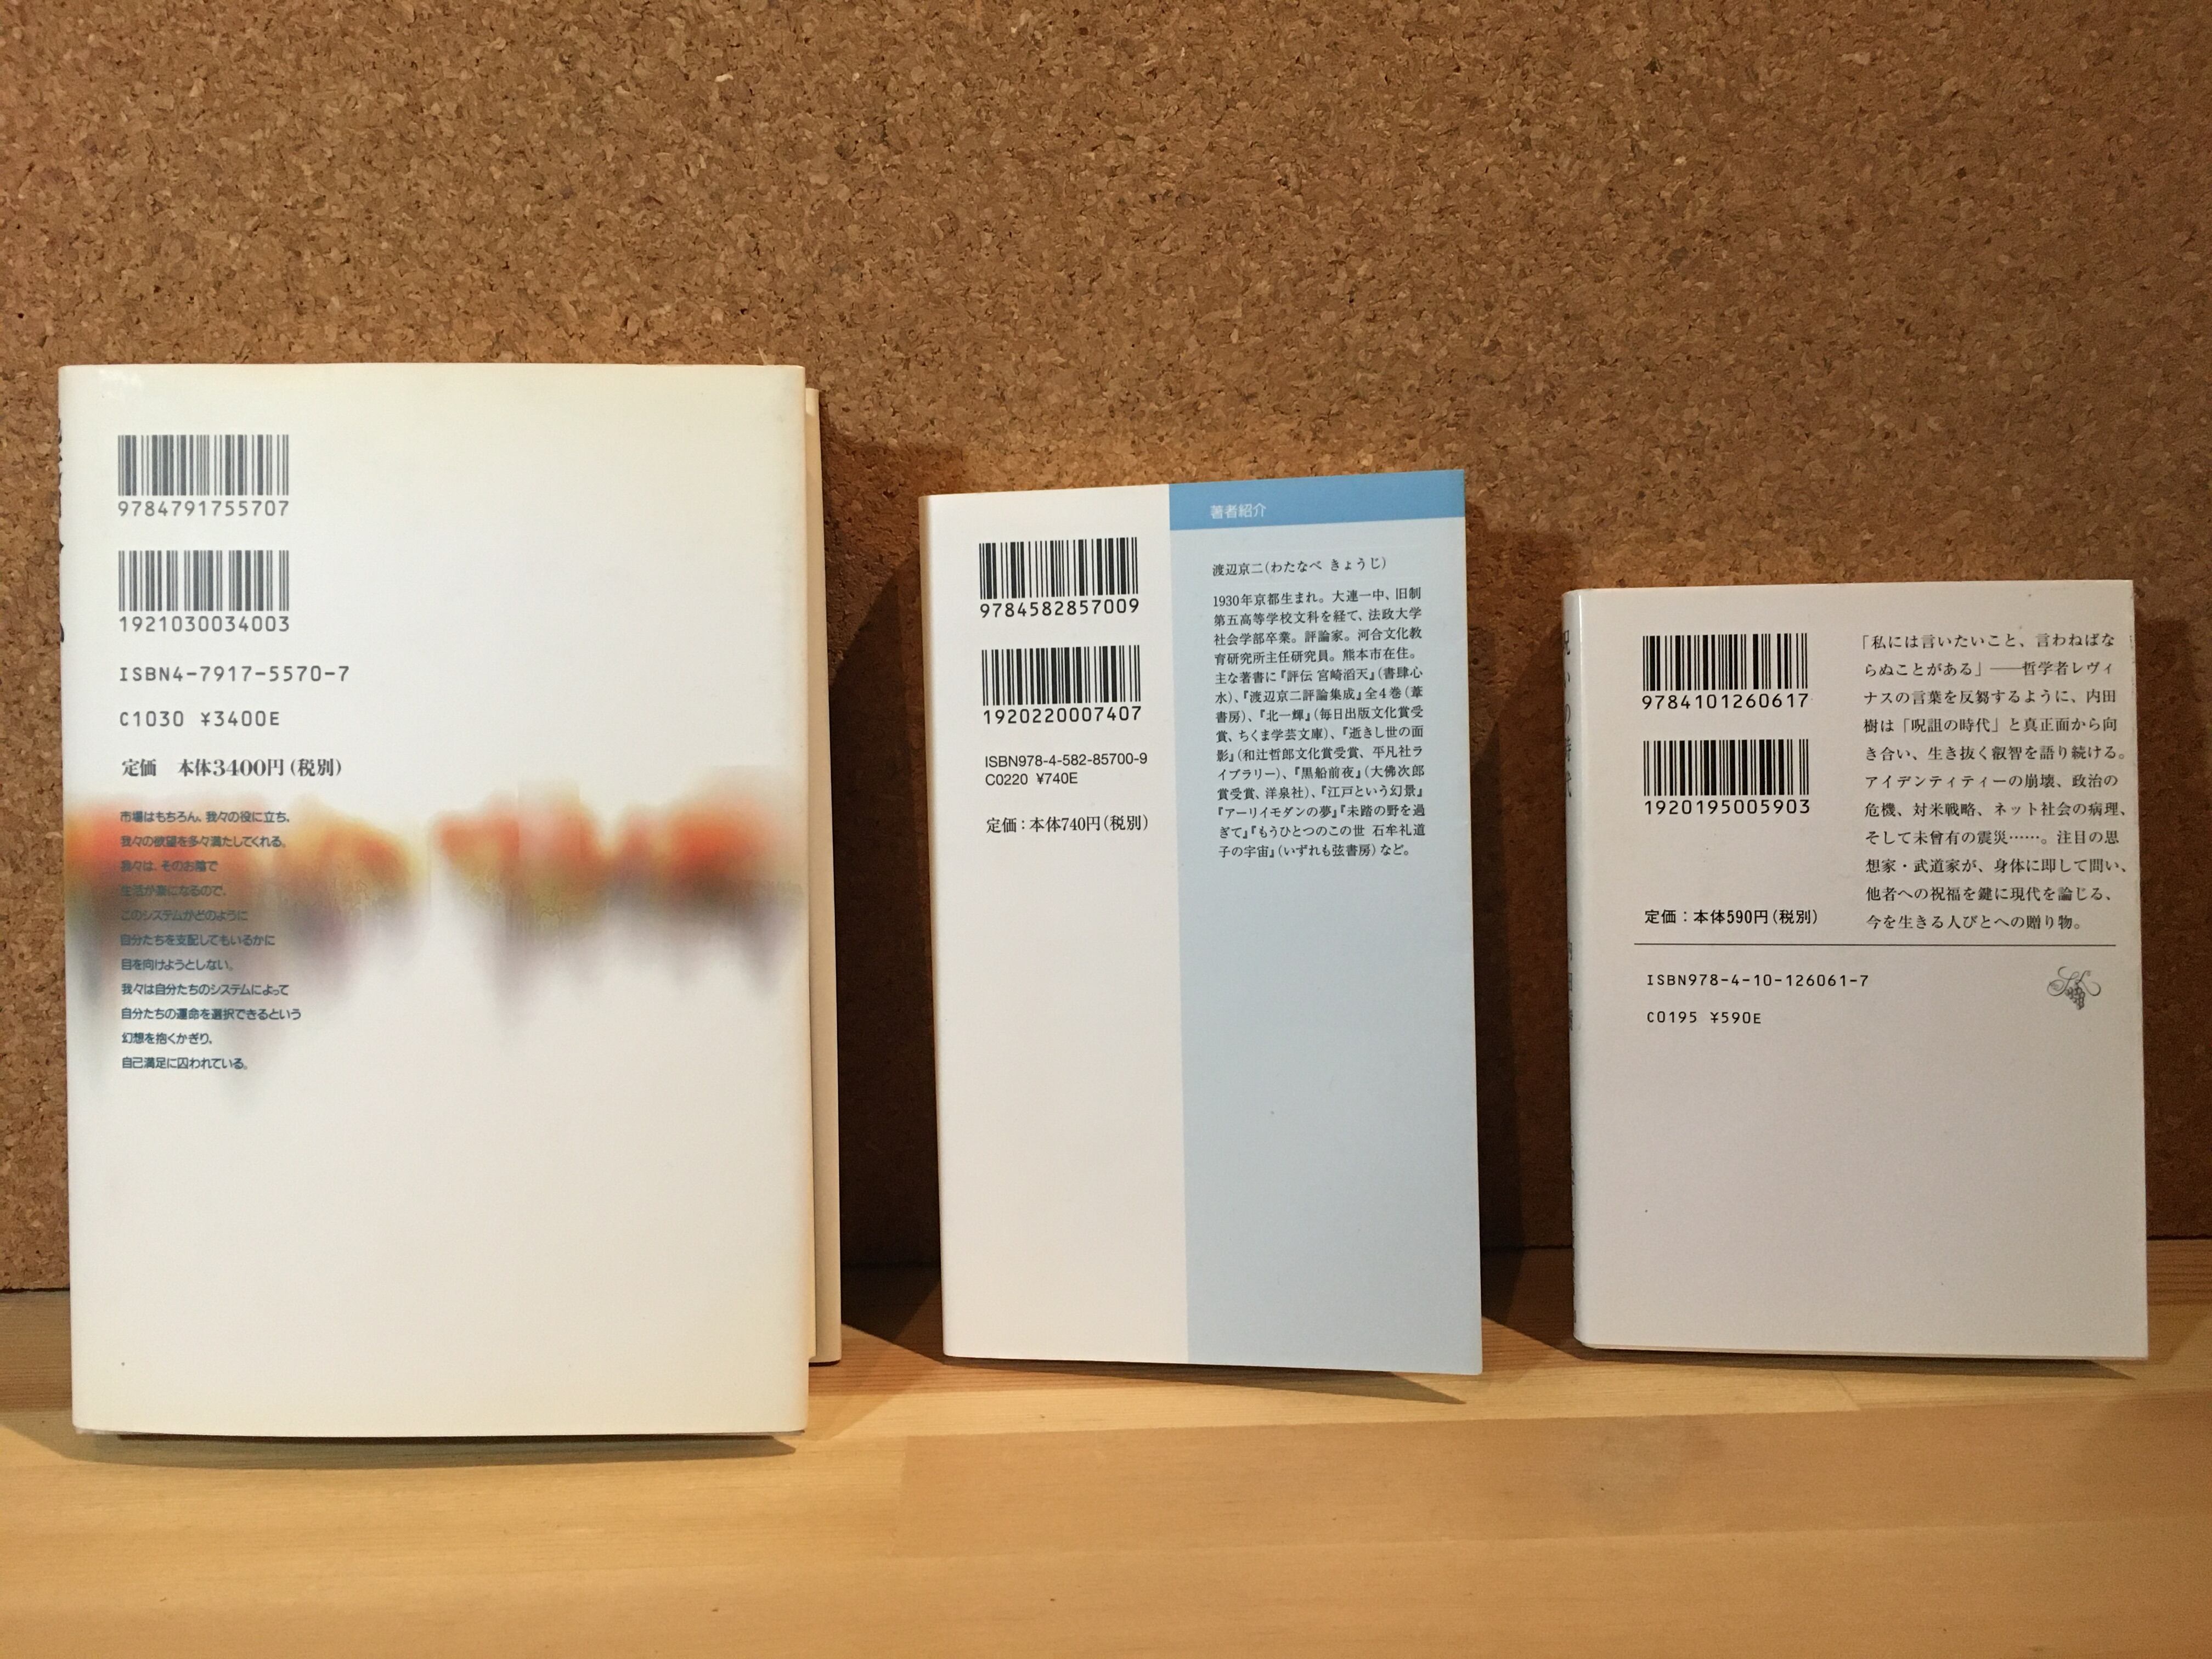 9784791755707
1921030034003
ISBN4-7917-5570-7
C1030 ¥3400E
定価　本体3400円(税別)
市場はもちろん、我々の役に立ち、
我々の欲望を多々満たしてくれる。
我々は、そのお陰で
生活が楽になるので、
このシステムがどのように
自分たちを支配してもいるかに
目を向けようとしない。
我々は自分たちのシステムによって
自分たちの運命を選択できるという
幻想を抱くかぎり、
自己満足に囚われている。
9784582857009
1920220007407
ISBN978-4-582-85700-9
C0220 ¥740E
定価：本体740円(税別)
著者紹介
渡辺京二(わたなべ きょうじ)
1930年京都生まれ。大連一中、旧制
第五高等学校文科を経て、法政大学
社会学部卒業。評論家。河合文化教
育研究所主任研究員。熊本市在住。
主な著書に『評伝 宮崎滔天』(書肆心
水)、『渡辺京二評論集成』全4巻(葦
書房)、『北一輝』(毎日出版文化賞受
賞、ちくま学芸文庫)、『逝きし世の面
影』(和辻哲郎文化賞受賞、平凡社ラ
イブラリー)、『黒船前夜』(大佛次郎
賞受賞、洋泉社)、『江戸という幻景』
『アーリイモダンの夢』『未踏の野を過
ぎて』『もうひとつのこの世 石牟礼道
子の宇宙』(いずれも弦書房)など。
呪いの時代
9784101260617
1920195005903
定価：本体590円(税別)
「私には言いたいこと、言わねばな
らぬことがある」――哲学者レヴィ
ナスの言葉を反芻するように、内田
樹は「呪詛の時代」と真正面から向
き合い、生き抜く叡智を語り続ける。
アイデンティティーの崩壊、政治の
危機、対米戦略、ネット社会の病理、
そして未曾有の震災……。注目の思
想家・武道家が、身体に即して問い、
他者への祝福を鍵に現代を論じる、
今を生きる人びとへの贈り物。
ISBN978-4-10-126061-7
C0195 ¥590E